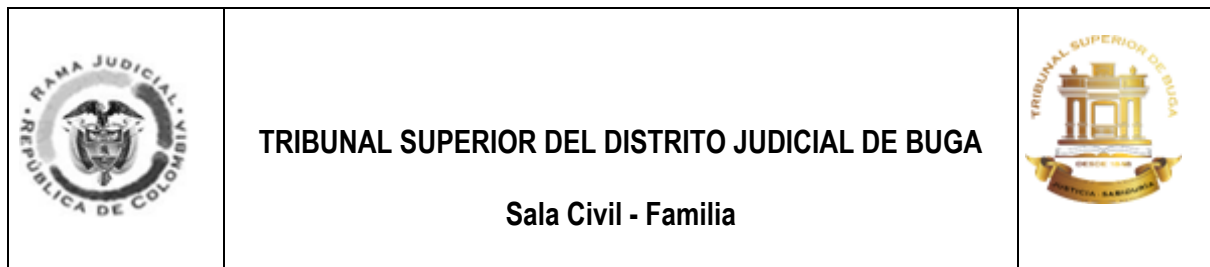 RAMA JUDICIAL
REPÚBLICA DE COLOMBIA
TRIBUNAL SUPERIOR DEL DISTRITO JUDICIAL DE BUGA
Sala Civil - Familia
TRIBUNAL SUPERIOR DE BUGA
JUSTICIA - SABIDURÍA